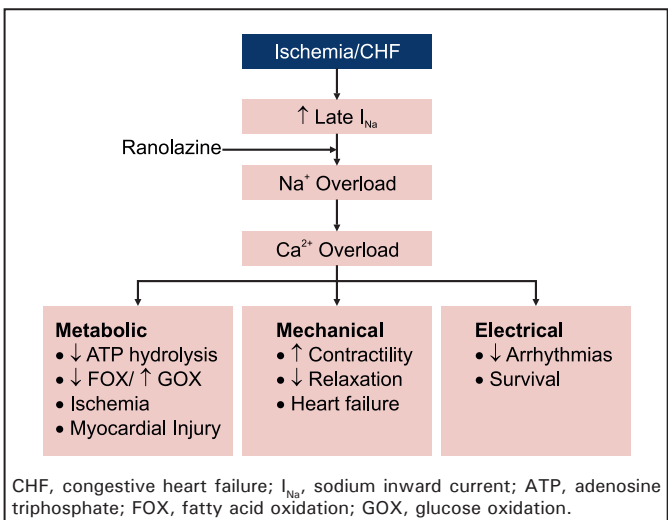 Ischemia/CHF
↑ Late I_Na
Ranolazine
Na⁺ Overload
Ca²⁺ Overload
Metabolic
• ↓ ATP hydrolysis
• ↓ FOX/ ↑ GOX
• Ischemia
• Myocardial Injury
Mechanical
• ↑ Contractility
• ↓ Relaxation
• Heart failure
Electrical
• ↓ Arrhythmias
• Survival
CHF, congestive heart failure; I_Na, sodium inward current; ATP, adenosine
triphosphate; FOX, fatty acid oxidation; GOX, glucose oxidation.